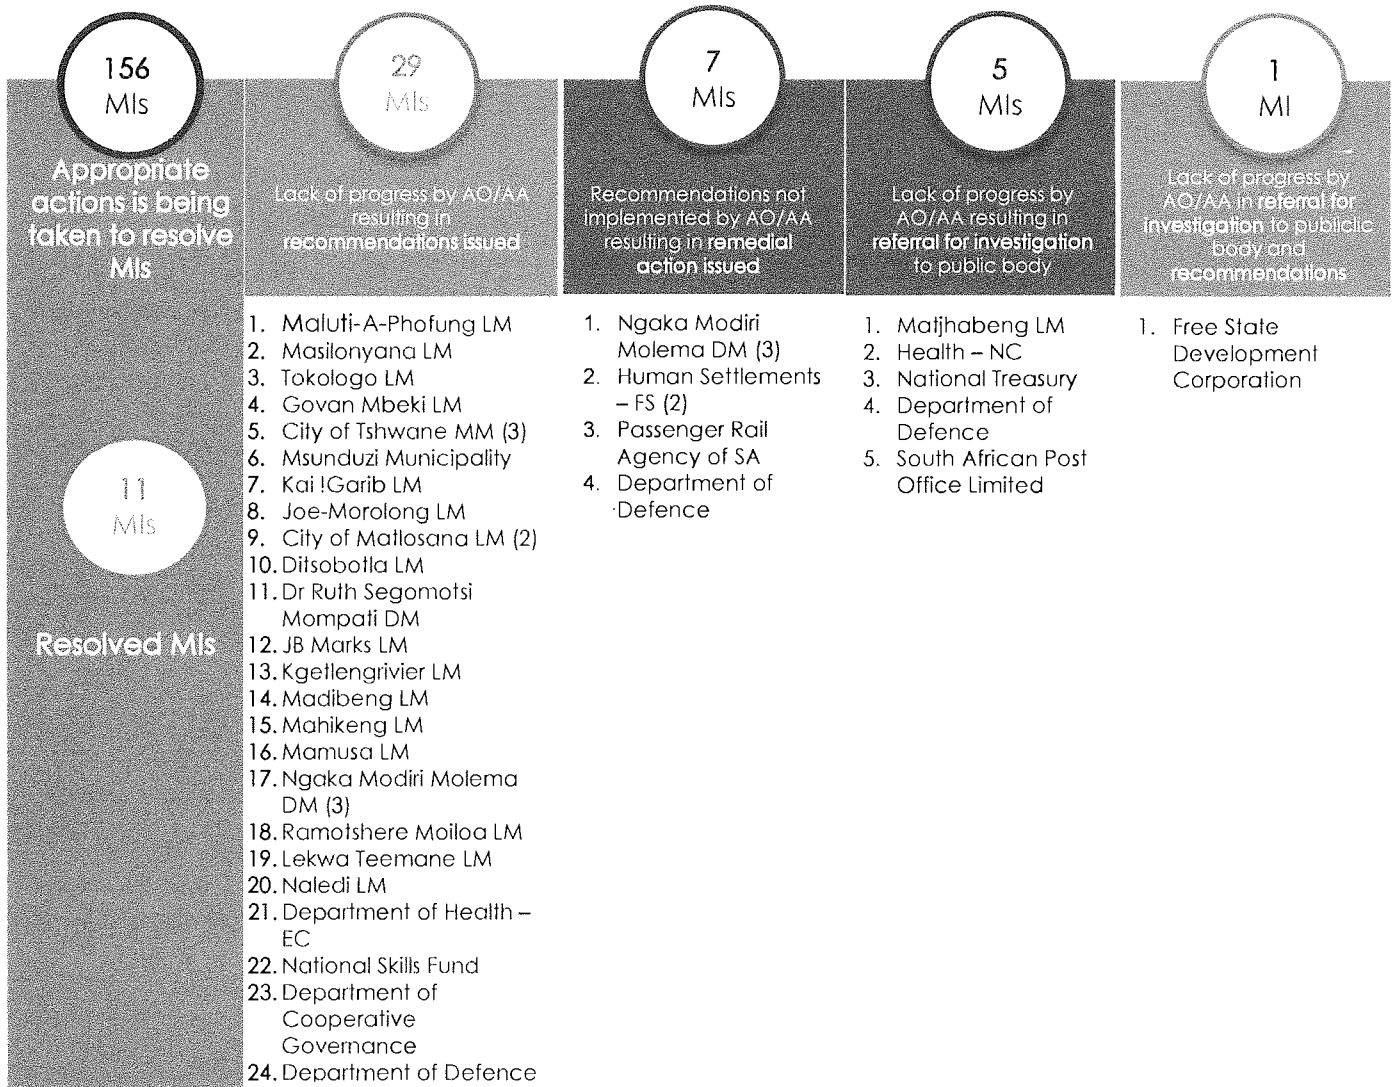 156
MIs
Appropriate
actions is being
taken to resolve
MIs
11
MIs
Resolved MIs
29
MIs
Lack of progress by AO/AA
resulting in
recommendations issued
1. Maluti-A-Phofung LM
2. Masilonyana LM
3. Tokologo LM
4. Govan Mbeki LM
5. City of Tshwane MM (3)
6. Msunduzi Municipality
7. Kai !Garib LM
8. Joe-Morolong LM
9. City of Matlosana LM (2)
10. Ditsobotla LM
11. Dr Ruth Segomotsi
Mompati DM
12. JB Marks LM
13. Kgetlengrivier LM
14. Madibeng LM
15. Mahikeng LM
16. Mamusa LM
17. Ngaka Modiri Molema
DM (3)
18. Ramotshere Moiloa LM
19. Lekwa Teemane LM
20. Naledi LM
21. Department of Health –
EC
22. National Skills Fund
23. Department of
Cooperative
Governance
24. Department of Defence
7
MIs
Recommendations not
implemented by AO/AA
resulting in remedial
action issued
1. Ngaka Modiri
Molema DM (3)
2. Human Settlements
– FS (2)
3. Passenger Rail
Agency of SA
4. Department of
Defence
5
MIs
Lack of progress by
AO/AA resulting in
referral for investigation
to public body
1. Matjhabeng LM
2. Health – NC
3. National Treasury
4. Department of
Defence
5. South African Post
Office Limited
1
MI
Lack of progress by
AO/AA in referral for
investigation to publiclic
body and
recommendations
1. Free State
Development
Corporation